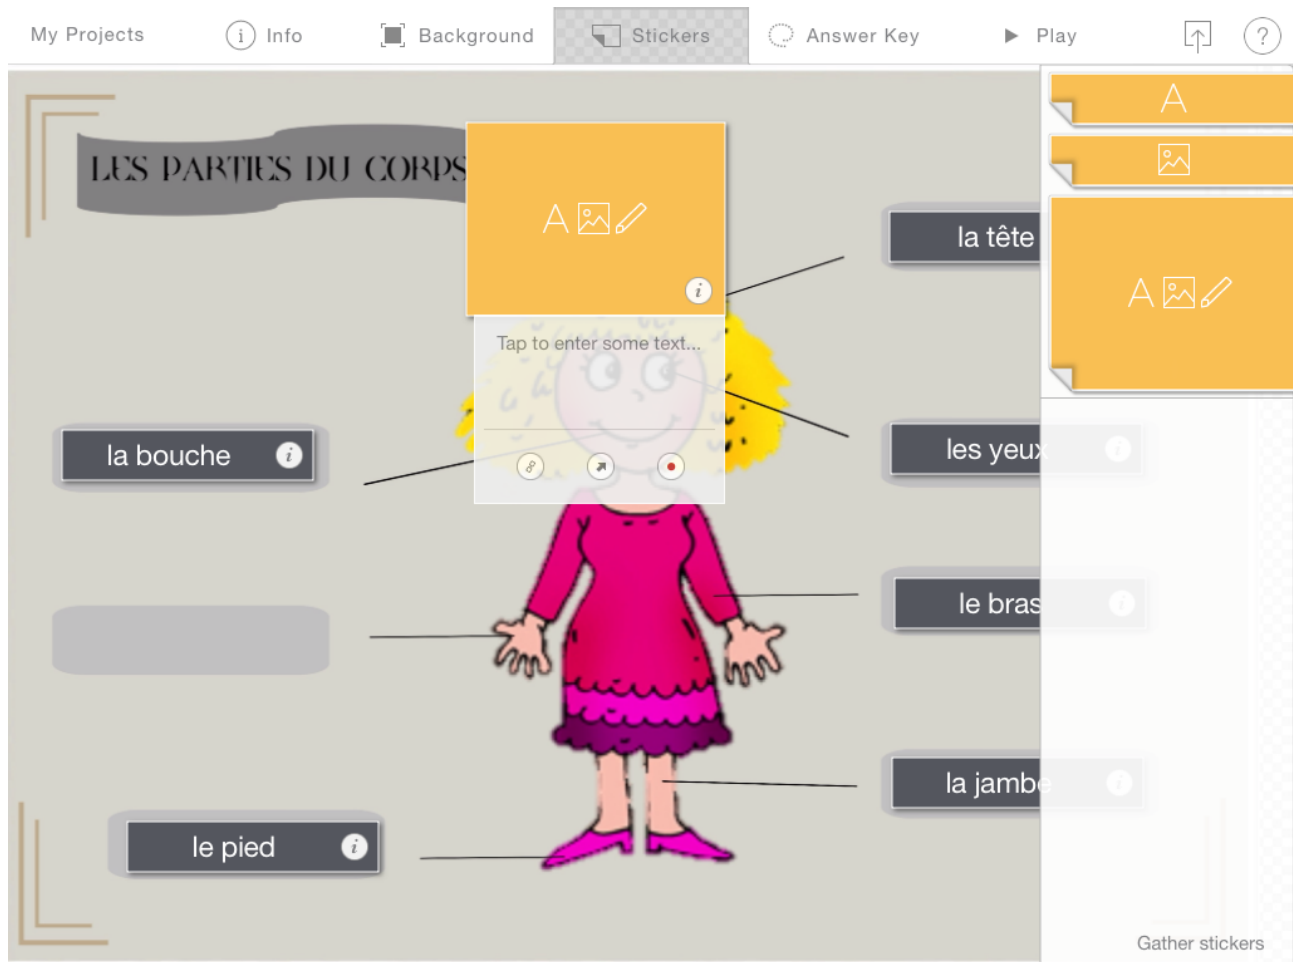 My Projects
Info
Background
Stickers
Answer Key
Play
?
LES PARTIES DU CORPS
A
A
A
i
Tap to enter some text...
la tête
la bouche
i
les yeux
i
le bras
i
la jambe
i
le pied
i
Gather stickers